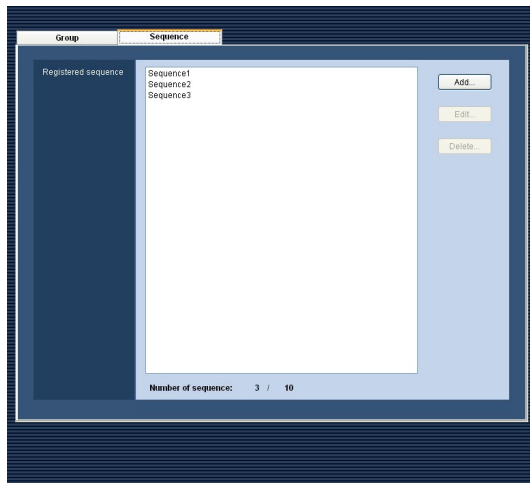 Group Sequence
Registered sequence
Sequence1
Sequence2
Sequence3
Add...
Edit...
Delete...
Number of sequence: 3 / 10